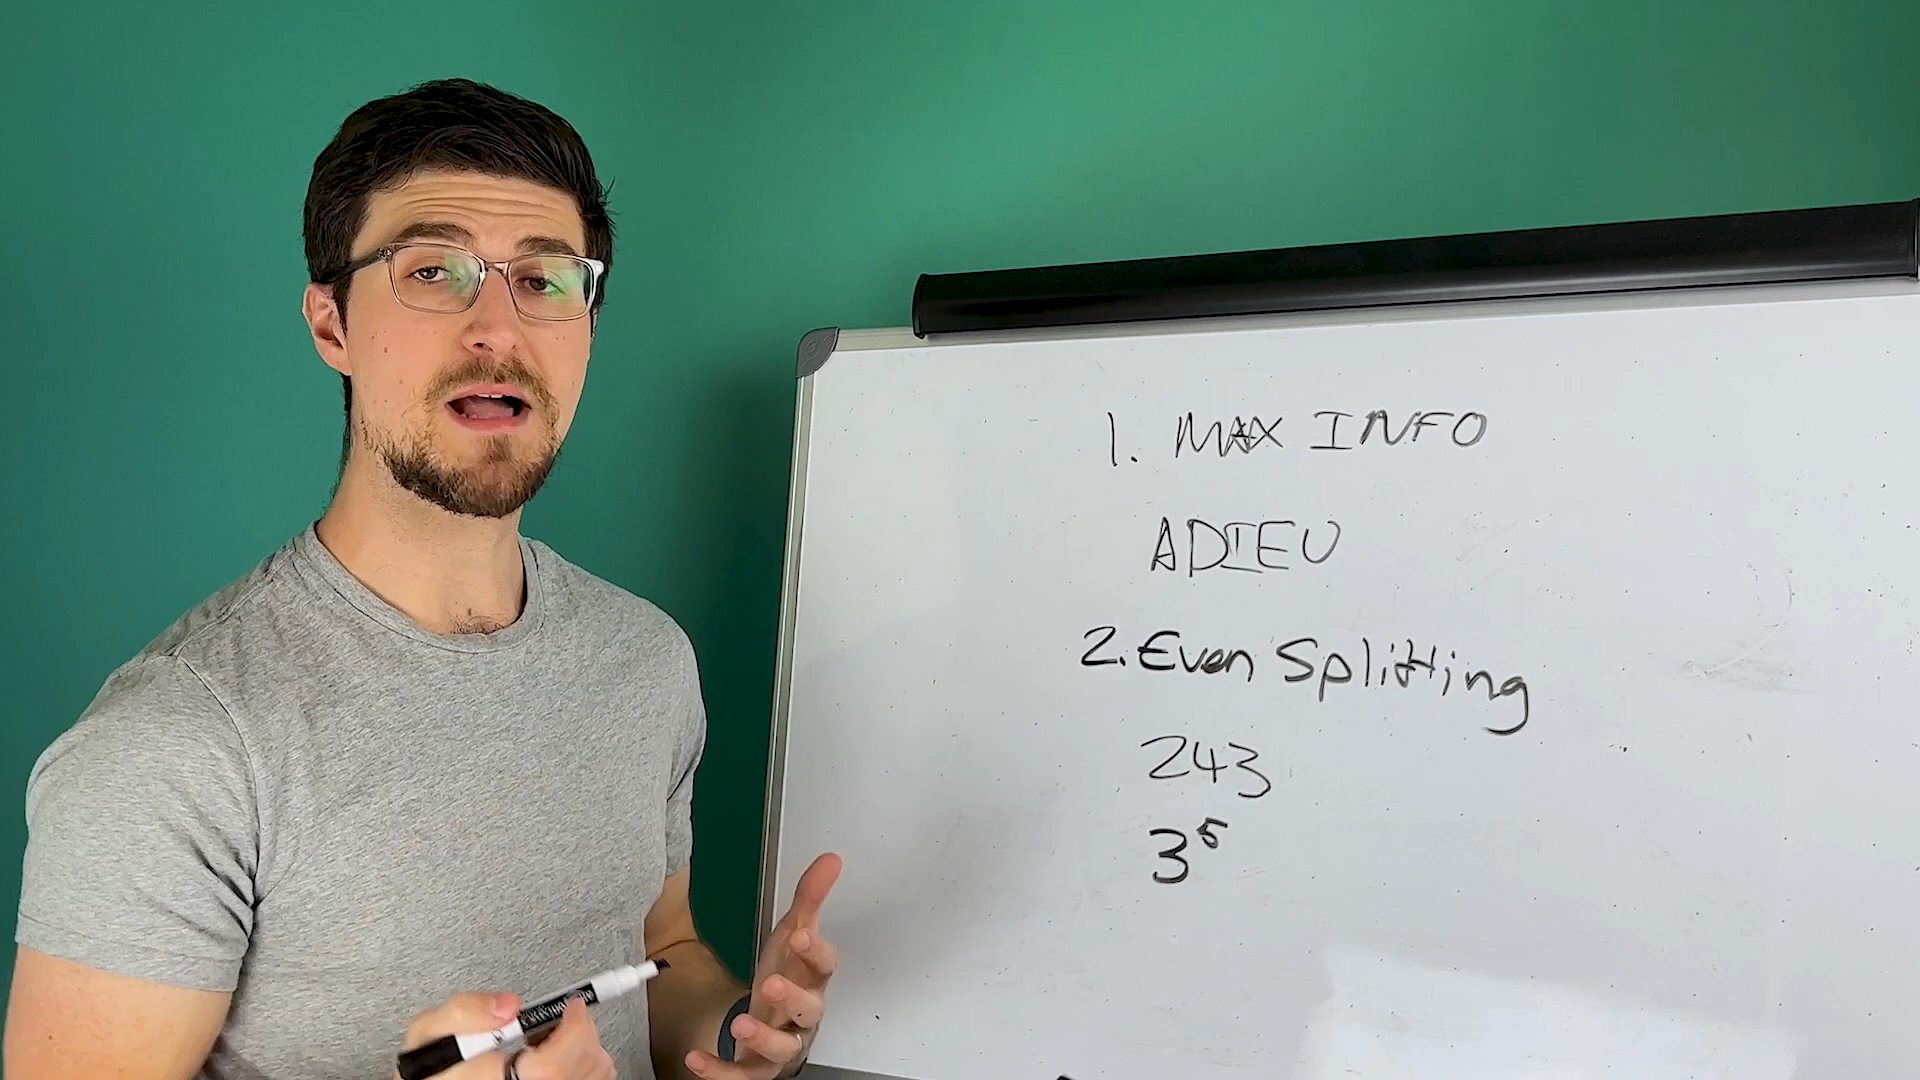 1. MAX INFO
ADIEU
2. Even Splitting
243
3⁵